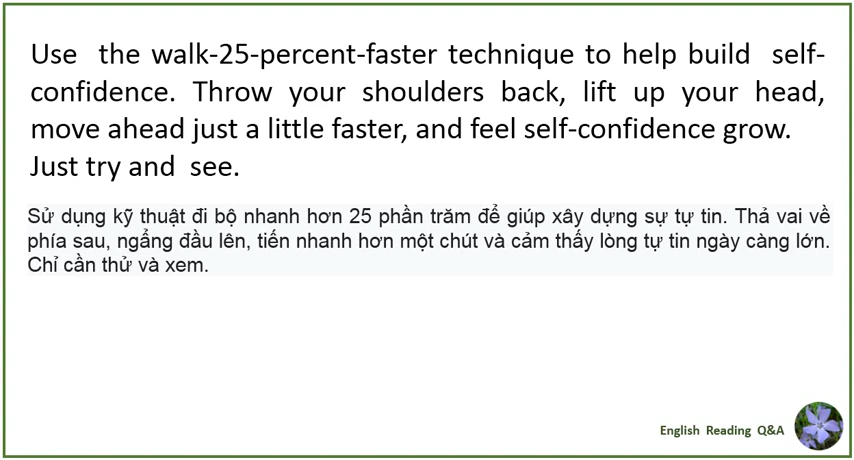 Use the walk-25-percent-faster technique to help build self-
confidence. Throw your shoulders back, lift up your head,
move ahead just a little faster, and feel self-confidence grow.
Just try and see.
Sử dụng kỹ thuật đi bộ nhanh hơn 25 phần trăm để giúp xây dựng sự tự tin. Thả vai về
phía sau, ngẩng đầu lên, tiến nhanh hơn một chút và cảm thấy lòng tự tin ngày càng lớn.
Chỉ cần thử và xem.
English Reading Q&A